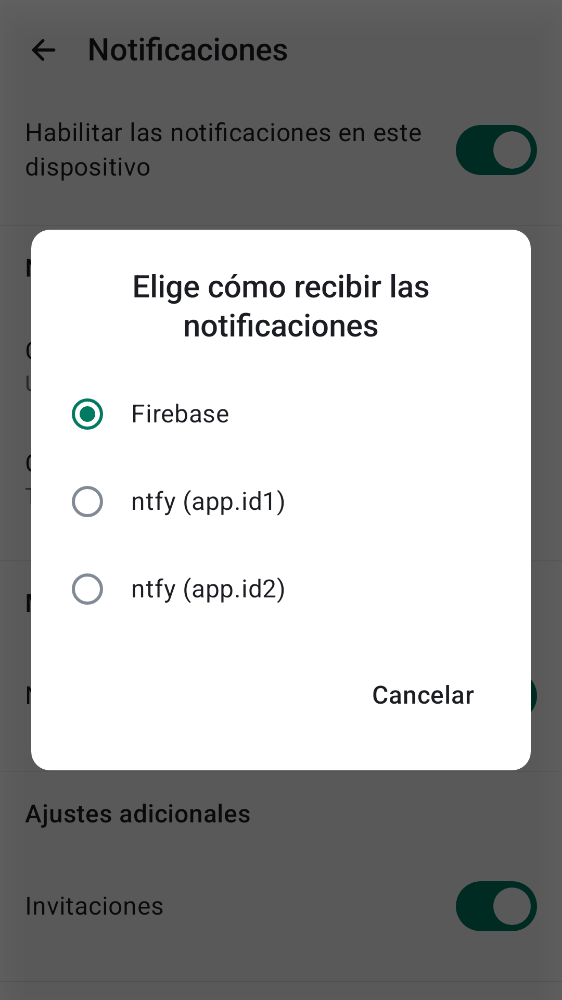 Notificaciones
Habilitar las notificaciones en este
dispositivo
Elige cómo recibir las
notificaciones
Firebase
ntfy (app.id1)
ntfy (app.id2)
Cancelar
Ajustes adicionales
Invitaciones